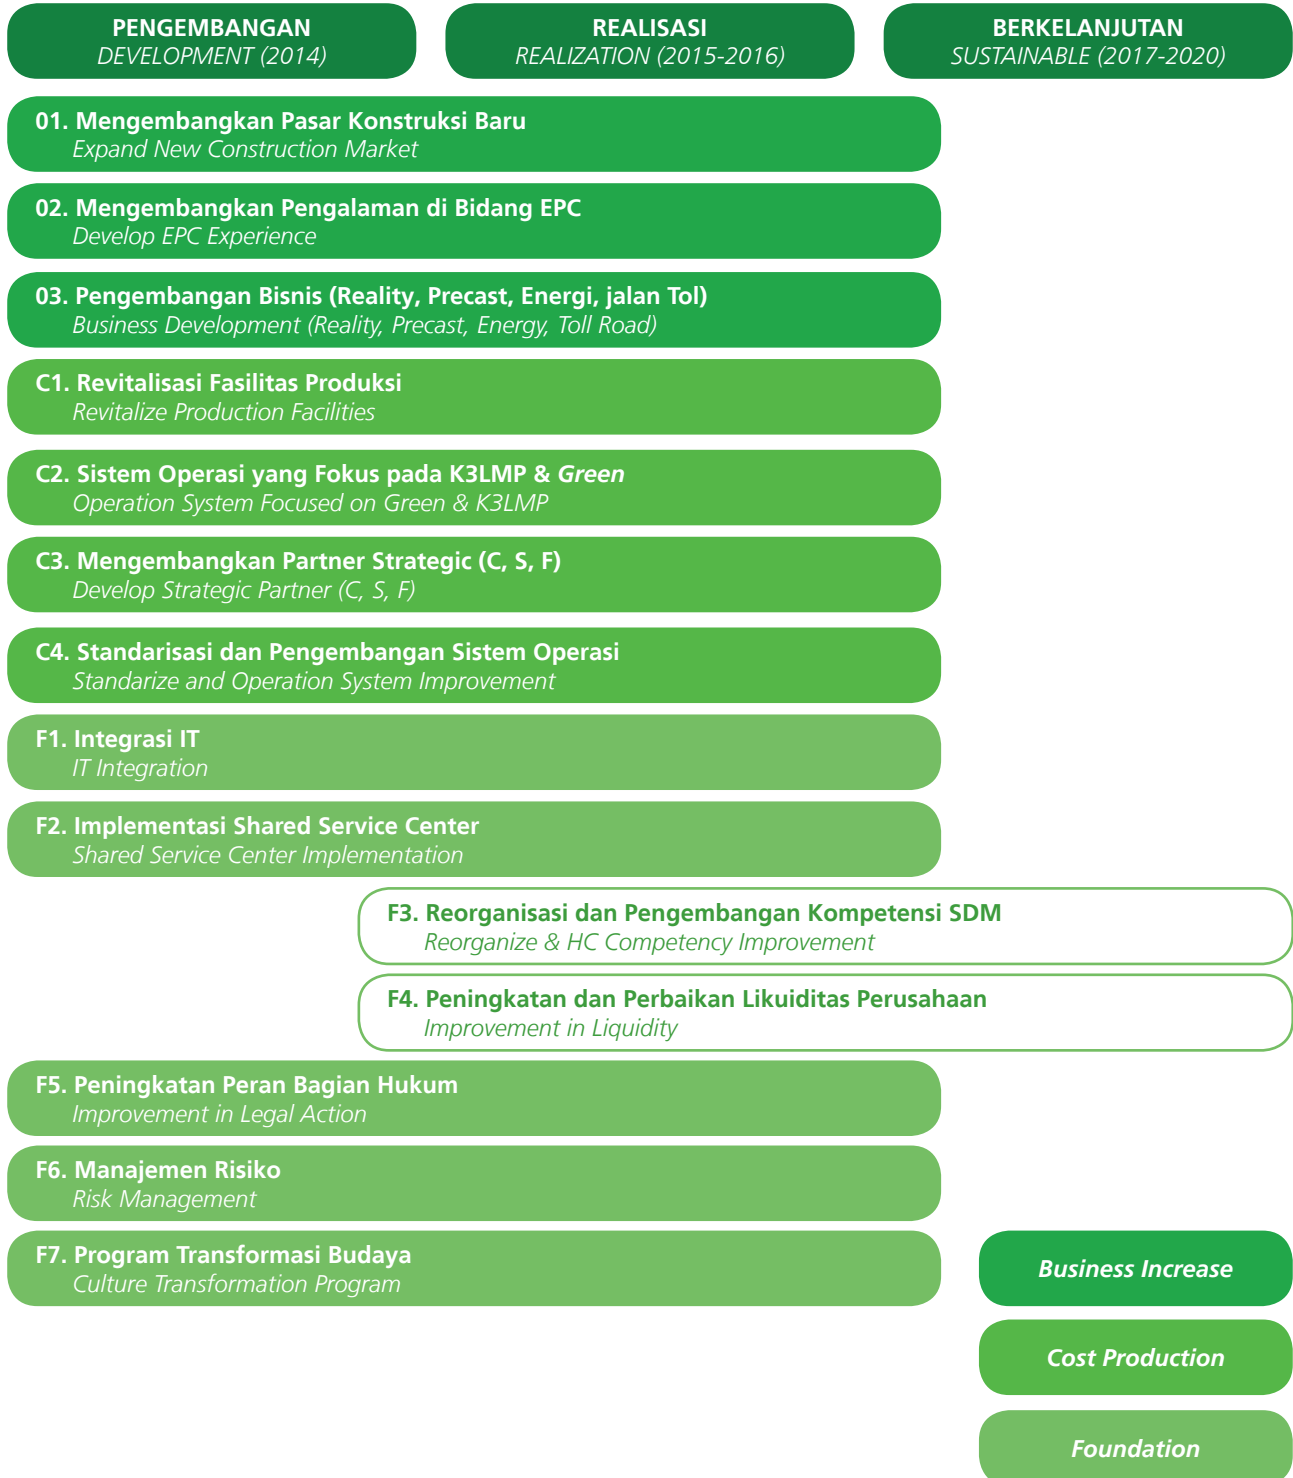 PENGEMBANGAN
DEVELOPMENT (2014)
REALISASI
REALIZATION (2015-2016)
BERKELANJUTAN
SUSTAINABLE (2017-2020)
01. Mengembangkan Pasar Konstruksi Baru
Expand New Construction Market
02. Mengembangkan Pengalaman di Bidang EPC
Develop EPC Experience
03. Pengembangan Bisnis (Reality, Precast, Energi, jalan Tol)
Business Development (Reality, Precast, Energy, Toll Road)
C1. Revitalisasi Fasilitas Produksi
Revitalize Production Facilities
C2. Sistem Operasi yang Fokus pada K3LMP & Green
Operation System Focused on Green & K3LMP
C3. Mengembangkan Partner Strategic (C, S, F)
Develop Strategic Partner (C, S, F)
C4. Standarisasi dan Pengembangan Sistem Operasi
Standarize and Operation System Improvement
F1. Integrasi IT
IT Integration
F2. Implementasi Shared Service Center
Shared Service Center Implementation
F3. Reorganisasi dan Pengembangan Kompetensi SDM
Reorganize & HC Competency Improvement
F4. Peningkatan dan Perbaikan Likuiditas Perusahaan
Improvement in Liquidity
F5. Peningkatan Peran Bagian Hukum
Improvement in Legal Action
F6. Manajemen Risiko
Risk Management
F7. Program Transformasi Budaya
Culture Transformation Program
Business Increase
Cost Production
Foundation